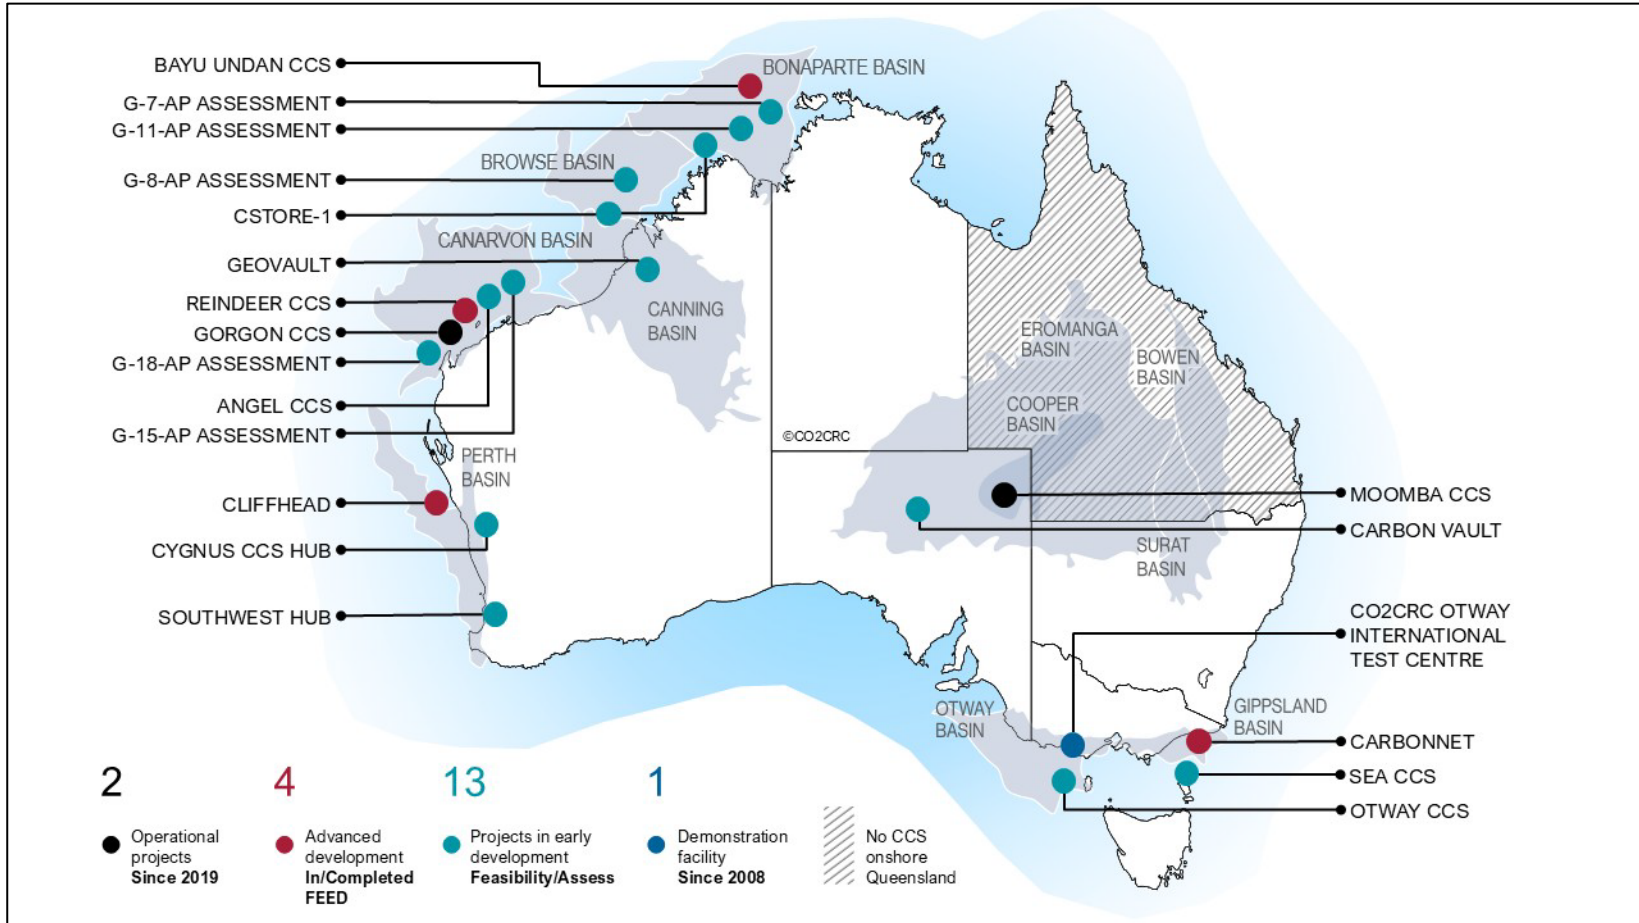 BAYU UNDAN CCS
G-7-AP ASSESSMENT
G-11-AP ASSESSMENT
G-8-AP ASSESSMENT
CSTORE-1
GEOVAULT
REINDEER CCS
GORGON CCS
G-18-AP ASSESSMENT
ANGEL CCS
G-15-AP ASSESSMENT
CLIFFHEAD
CYGNUS CCS HUB
SOUTHWEST HUB
BONAPARTE BASIN
BROWSE BASIN
CANARVON BASIN
CANNING
BASIN
PERTH
BASIN
©CO2CRC
EROMANGA
BASIN
BOWEN
BASIN
COOPER
BASIN
SURAT
BASIN
OTWAY
BASIN
GIPPSLAND
BASIN
MOOMBA CCS
CARBON VAULT
CO2CRC OTWAY
INTERNATIONAL
TEST CENTRE
CARBONNET
SEA CCS
OTWAY CCS
2
Operational
projects
Since 2019
4
Advanced
development
In/Completed
FEED
13
Projects in early
development
Feasibility/Assess
1
Demonstration
facility
Since 2008
No CCS
onshore
Queensland